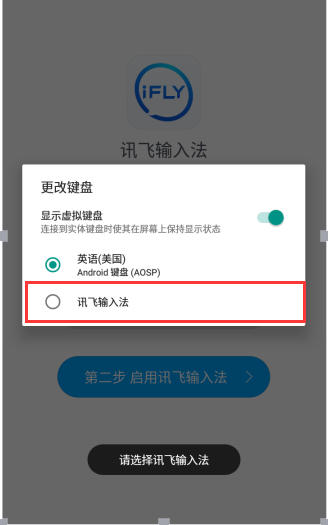 iFLY
讯飞输入法
更改键盘
显示虚拟键盘
连接到实体键盘时使其在屏幕上保持显示状态
英语(美国)
Android 键盘 (AOSP)
讯飞输入法
第二步 启用讯飞输入法
请选择讯飞输入法